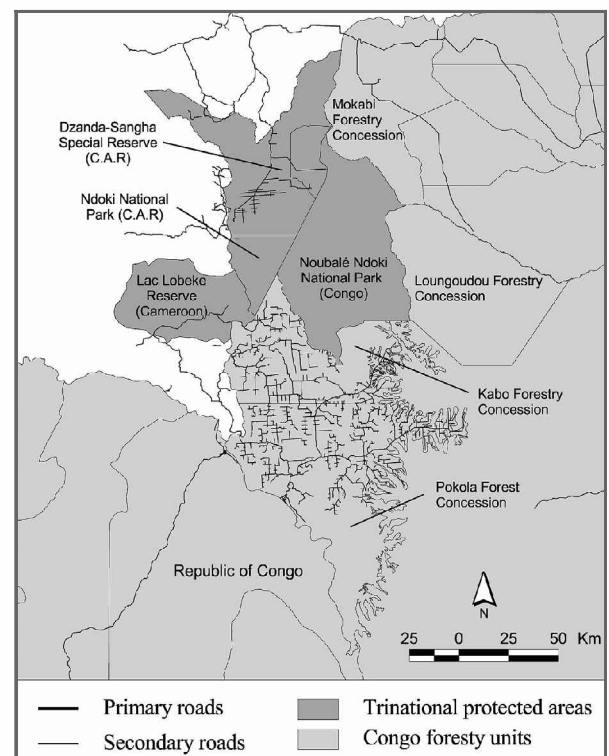 Mokabi
Forestry
Concession
Dzanda-Sangha
Special Reserve
(C.A.R)
Ndoki National
Park (C.A.R)
Noubalé Ndoki
National Park
(Congo)
Lac Lobeke
Reserve
(Cameroon)
Loungoudou Forestry
Concession
Kabo Forestry
Concession
Pokola Forest
Concession
Republic of Congo
N
25 0 25 50 Km
Primary roads
Secondary roads
Trinational protected areas
Congo foresty units